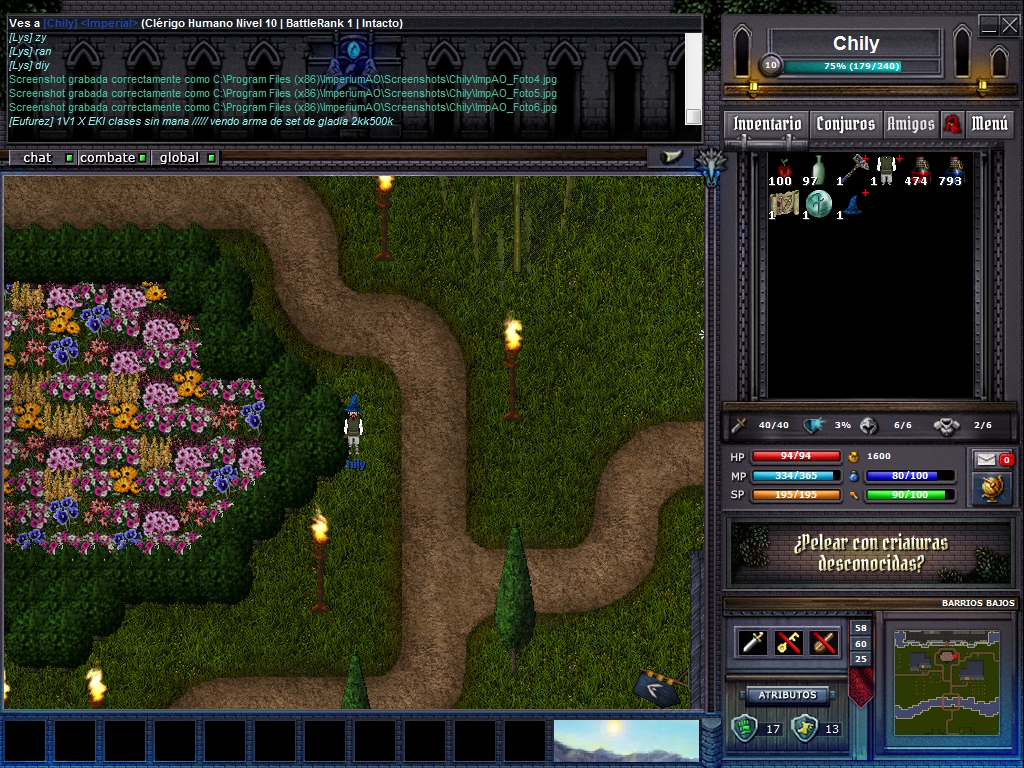 Ves a [Chily] <Imperial> (Clérigo Humano Nivel 10 | BattleRank 1 | Intacto)
[Lys] zy
[Lys] ran
[Lys] diy
Screenshot grabada correctamente como C:\Program Files (x86)\ImperiumAO\Screenshots\Chily\ImpAO_Foto4.jpg
Screenshot grabada correctamente como C:\Program Files (x86)\ImperiumAO\Screenshots\Chily\ImpAO_Foto5.jpg
Screenshot grabada correctamente como C:\Program Files (x86)\ImperiumAO\Screenshots\Chily\ImpAO_Foto6.jpg
[Eufurez] 1V1 X EKI clases sin mana ///// vendo arma de set de gladia 2kk500k
chat combate global
Chily
10 75% (179/240)
Inventario Conjuros Amigos Menú
100 97 1 1 474 793
1 1 1
40/40 3% 6/6 2/6
HP 94/94 1600
MP 334/365 80/100
SP 195/195 90/100
0
¿Pelear con criaturas
desconocidas?
BARRIOS BAJOS
58
60
25
ATRIBUTOS
17 13